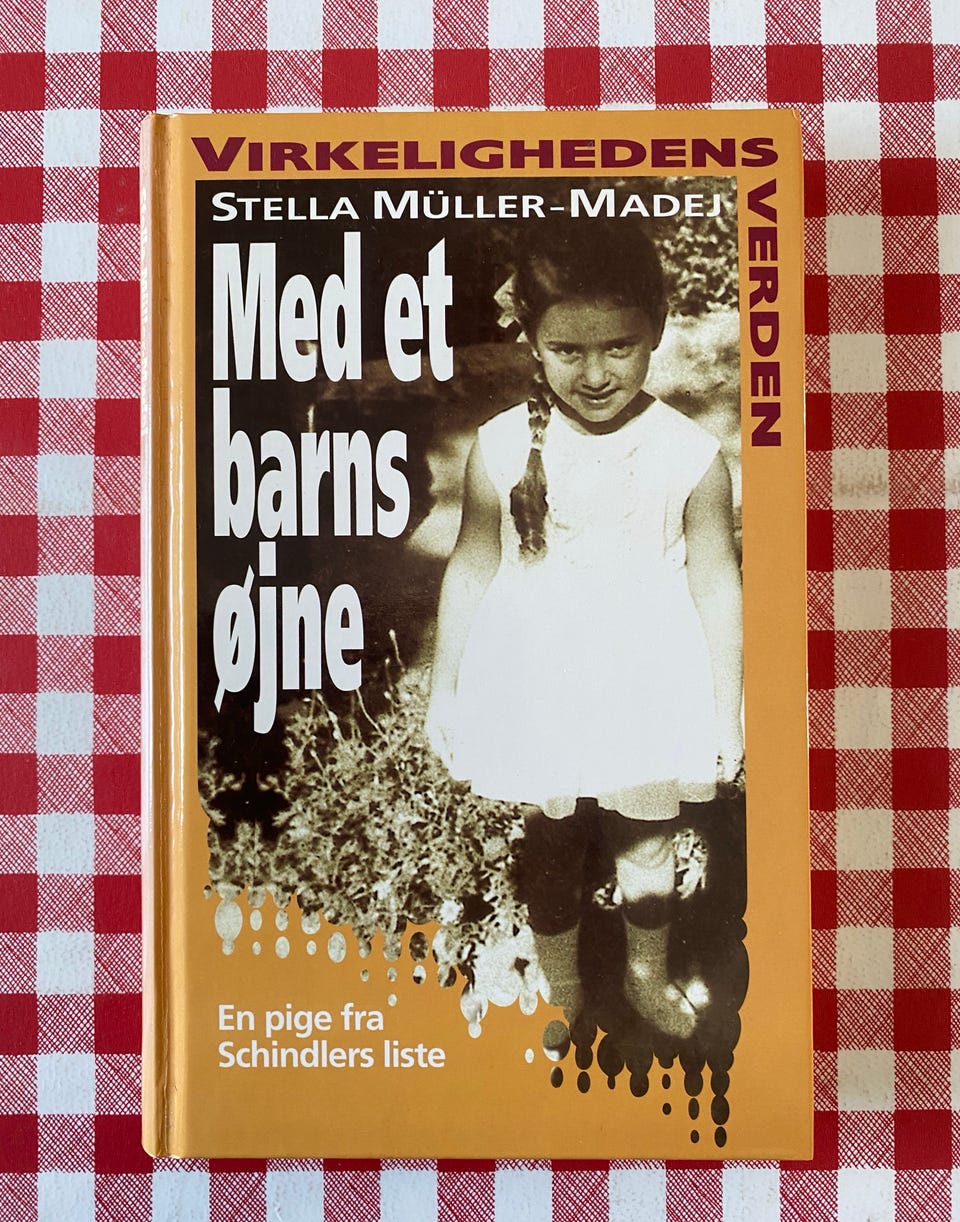 VIRKELIGHEDENS
VERDEN
STELLA MÜLLER-MADEJ
Med et
barns
øjne
En pige fra
Schindlers liste